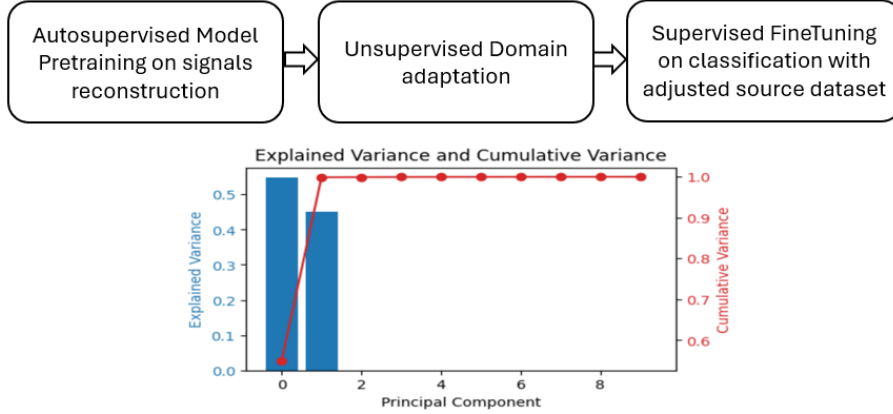 Autosupervised Model
Pretraining on signals
reconstruction
Unsupervised Domain
adaptation
Supervised FineTuning
on classification with
adjusted source dataset
Explained Variance and Cumulative Variance
Explained Variance
0.5
0.4
0.3
0.2
0.1
0.0
1.0
0.9
0.8
0.7
0.6
Cumulative Variance
0 2 4 6 8
Principal Component